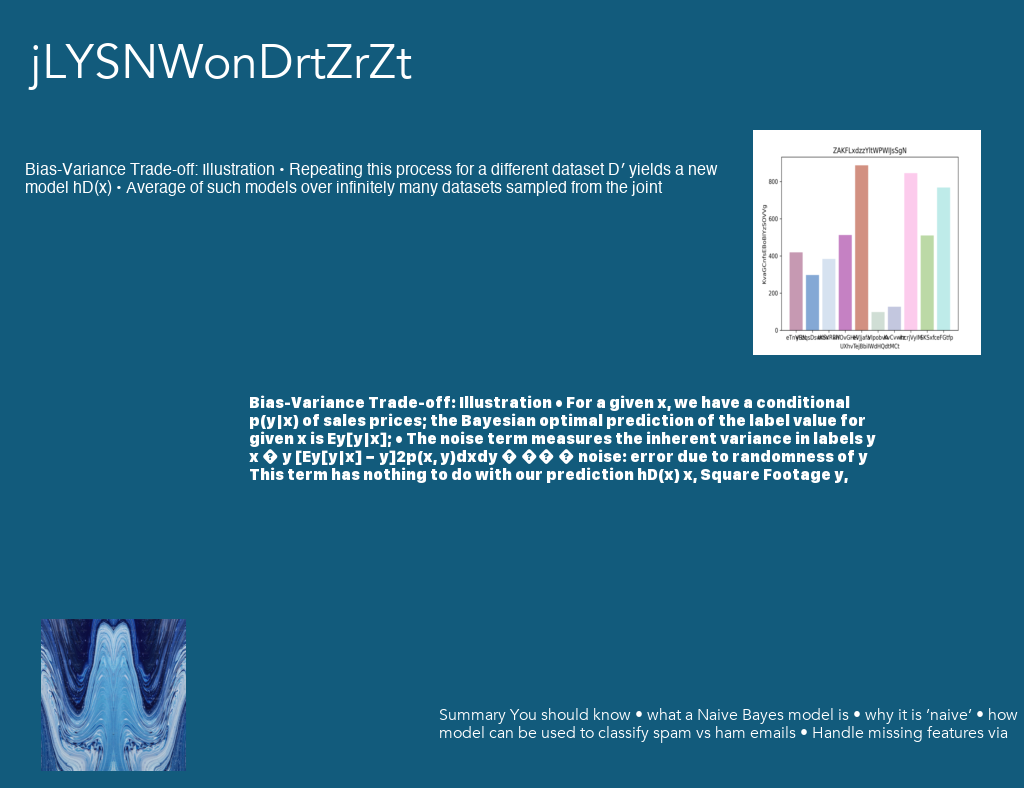 jLYSNWonDrtZrZt
Bias-Variance Trade-off: Illustration • Repeating this process for a different dataset D′ yields a new
model hD(x) • Average of such models over infinitely many datasets sampled from the joint
ZAKFLxdzzYltWPWlJsSgN
800
600
400
200
0
Bias-Variance Trade-off: Illustration • For a given x, we have a conditional
p(y|x) of sales prices; the Bayesian optimal prediction of the label value for
given x is Ey[y|x]; • The noise term measures the inherent variance in labels y
x � y [Ey[y|x] − y]2p(x, y)dxdy � �� � noise: error due to randomness of y
This term has nothing to do with our prediction hD(x) x, Square Footage y,
Summary You should know • what a Naive Bayes model is • why it is ’naive’ • how
model can be used to classify spam vs ham emails • Handle missing features via